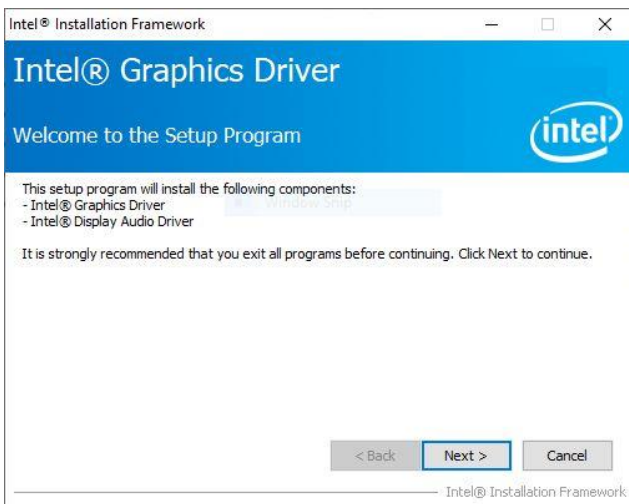 Intel® Installation Framework
Intel® Graphics Driver
Welcome to the Setup Program
intel
This setup program will install the following components:
- Intel® Graphics Driver
Window Snip
- Intel® Display Audio Driver
It is strongly recommended that you exit all programs before continuing. Click Next to continue.
< Back
Next >
Cancel
Intel® Installation Framework